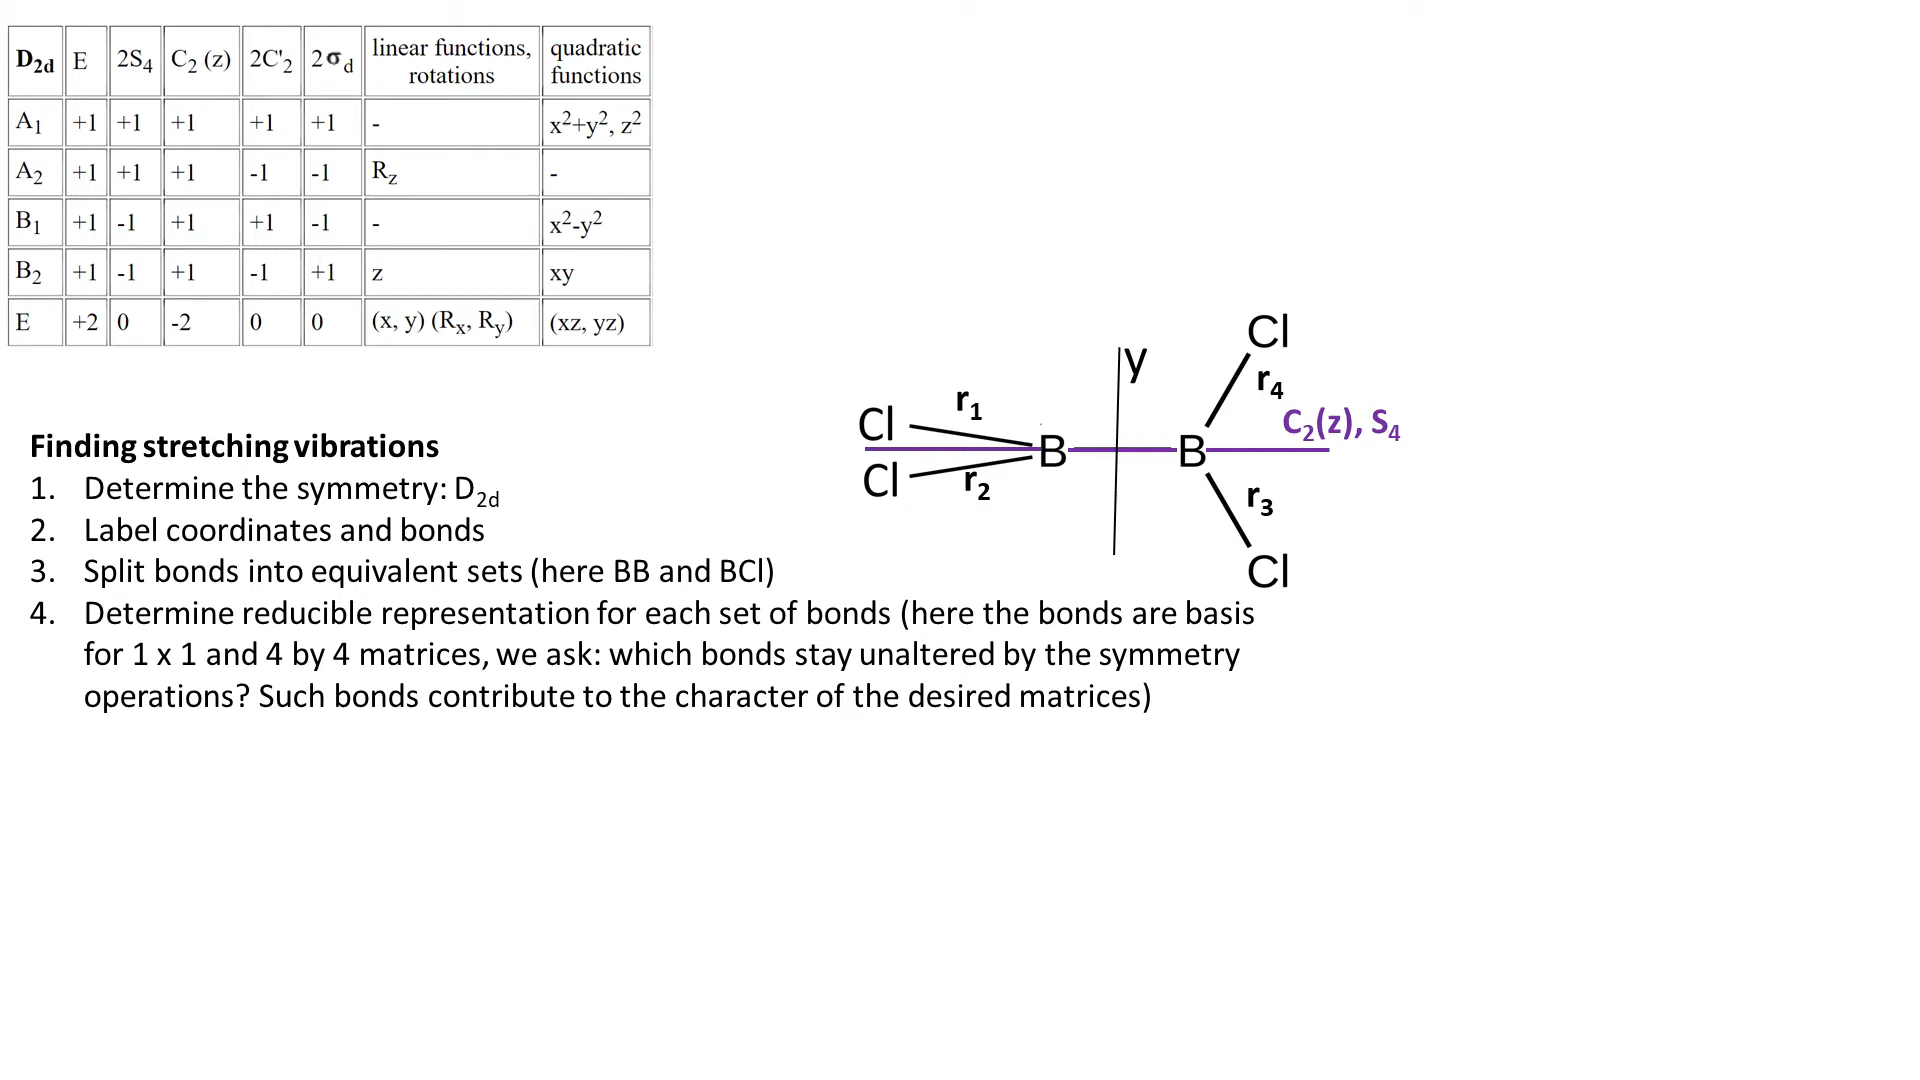 D2d E 2S4 C2 (z) 2C'2 2σd linear functions, rotations quadratic functions
A1 +1 +1 +1 +1 +1 - x2+y2, z2
A2 +1 +1 +1 -1 -1 Rz -
B1 +1 -1 +1 +1 -1 - x2-y2
B2 +1 -1 +1 -1 +1 z xy
E +2 0 -2 0 0 (x, y) (Rx, Ry) (xz, yz)
Cl
y
r4
r1
Cl
C2(z), S4
B
B
Cl
r2
r3
Cl
Finding stretching vibrations
1. Determine the symmetry: D2d
2. Label coordinates and bonds
3. Split bonds into equivalent sets (here BB and BCl)
4. Determine reducible representation for each set of bonds (here the bonds are basis
for 1 x 1 and 4 by 4 matrices, we ask: which bonds stay unaltered by the symmetry
operations? Such bonds contribute to the character of the desired matrices)